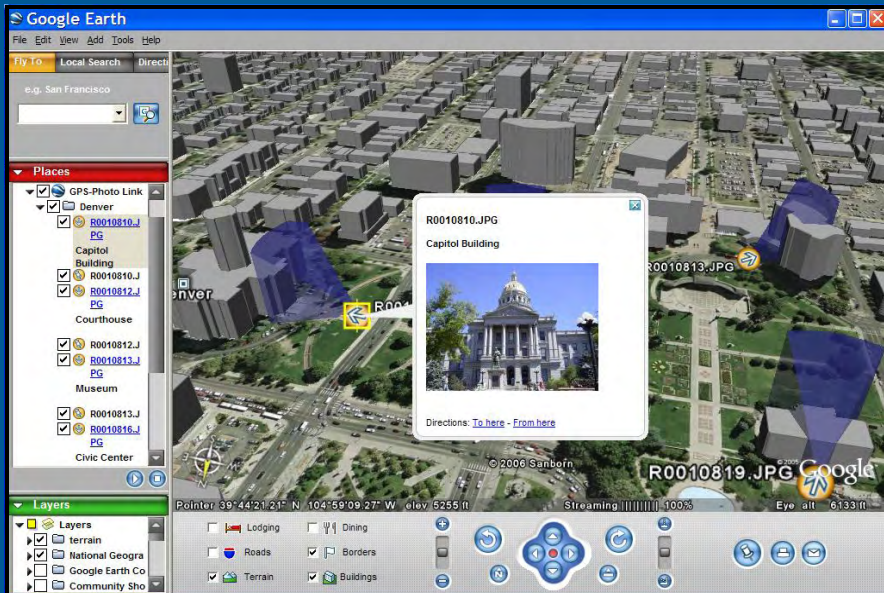 Google Earth
File Edit View Add Tools Help
Fly To Local Search Directi
e.g. San Francisco
Places
GPS-Photo Link
Denver
R0010810.J
PG
Capitol
Building
R0010810.J
R0010812.J
PG
Courthouse
R0010812.J
R0010813.J
PG
Museum
R0010813.J
R0010816.J
PG
Civic Center
Layers
Layers
terrain
National Geogra
Google Earth Co
Community Sho
enver
R001
R0010810.JPG
Capitol Building
Directions: To here - From here
R0010813.JPG
© 2006 Sanborn
R0010819.JPG
©2005 Google
Pointer 39°44'21.21" N 104°59'09.27" W elev 5255 ft Streaming 100% Eye alt 6133 ft
Lodging Dining
Roads Borders
Terrain Buildings
N